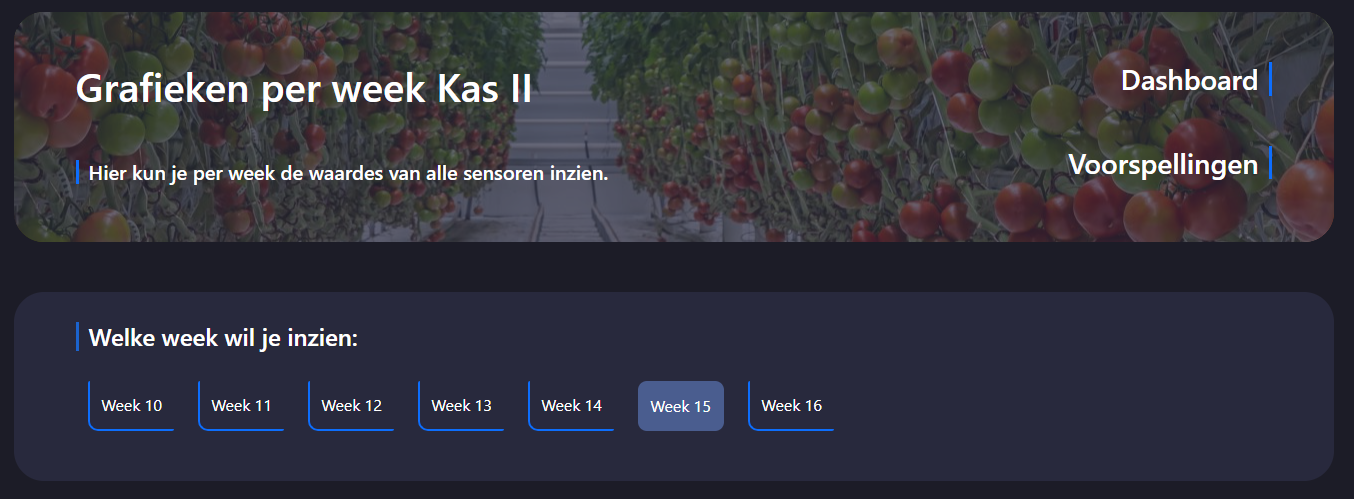 Grafieken per week Kas II
Dashboard
Hier kun je per week de waardes van alle sensoren inzien.
Voorspellingen
Welke week wil je inzien:
Week 10 Week 11 Week 12 Week 13 Week 14 Week 15 Week 16